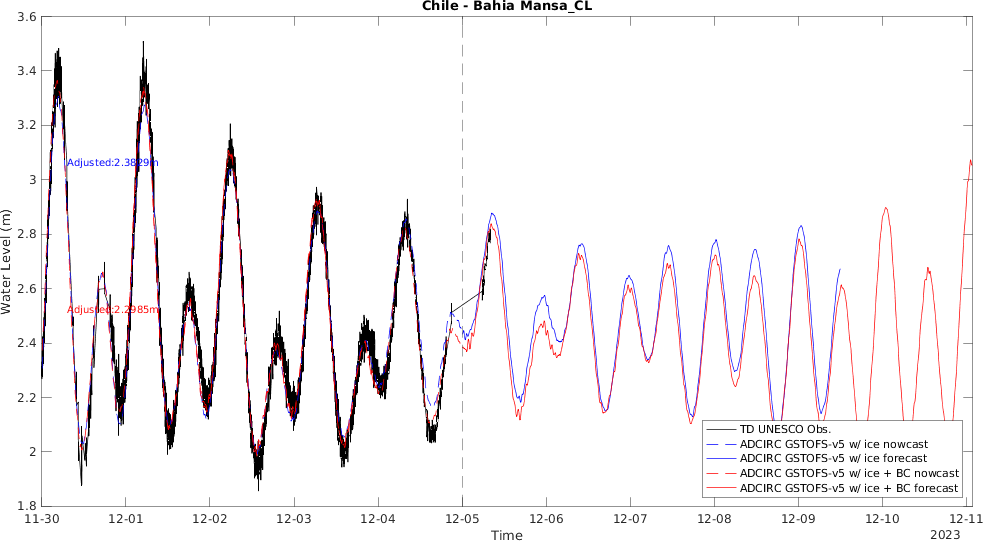 Chile - Bahia Mansa_CL
Water Level (m)
3.6
3.4
3.2
3
2.8
2.6
2.4
2.2
2
1.8
Adjusted:2.3829m
Adjusted:2.2985m
TD UNESCO Obs.
ADCIRC GSTOFS-v5 w/ ice nowcast
ADCIRC GSTOFS-v5 w/ ice forecast
ADCIRC GSTOFS-v5 w/ ice + BC nowcast
ADCIRC GSTOFS-v5 w/ ice + BC forecast
11-30 12-01 12-02 12-03 12-04 12-05 12-06 12-07 12-08 12-09 12-10 12-11
Time
2023